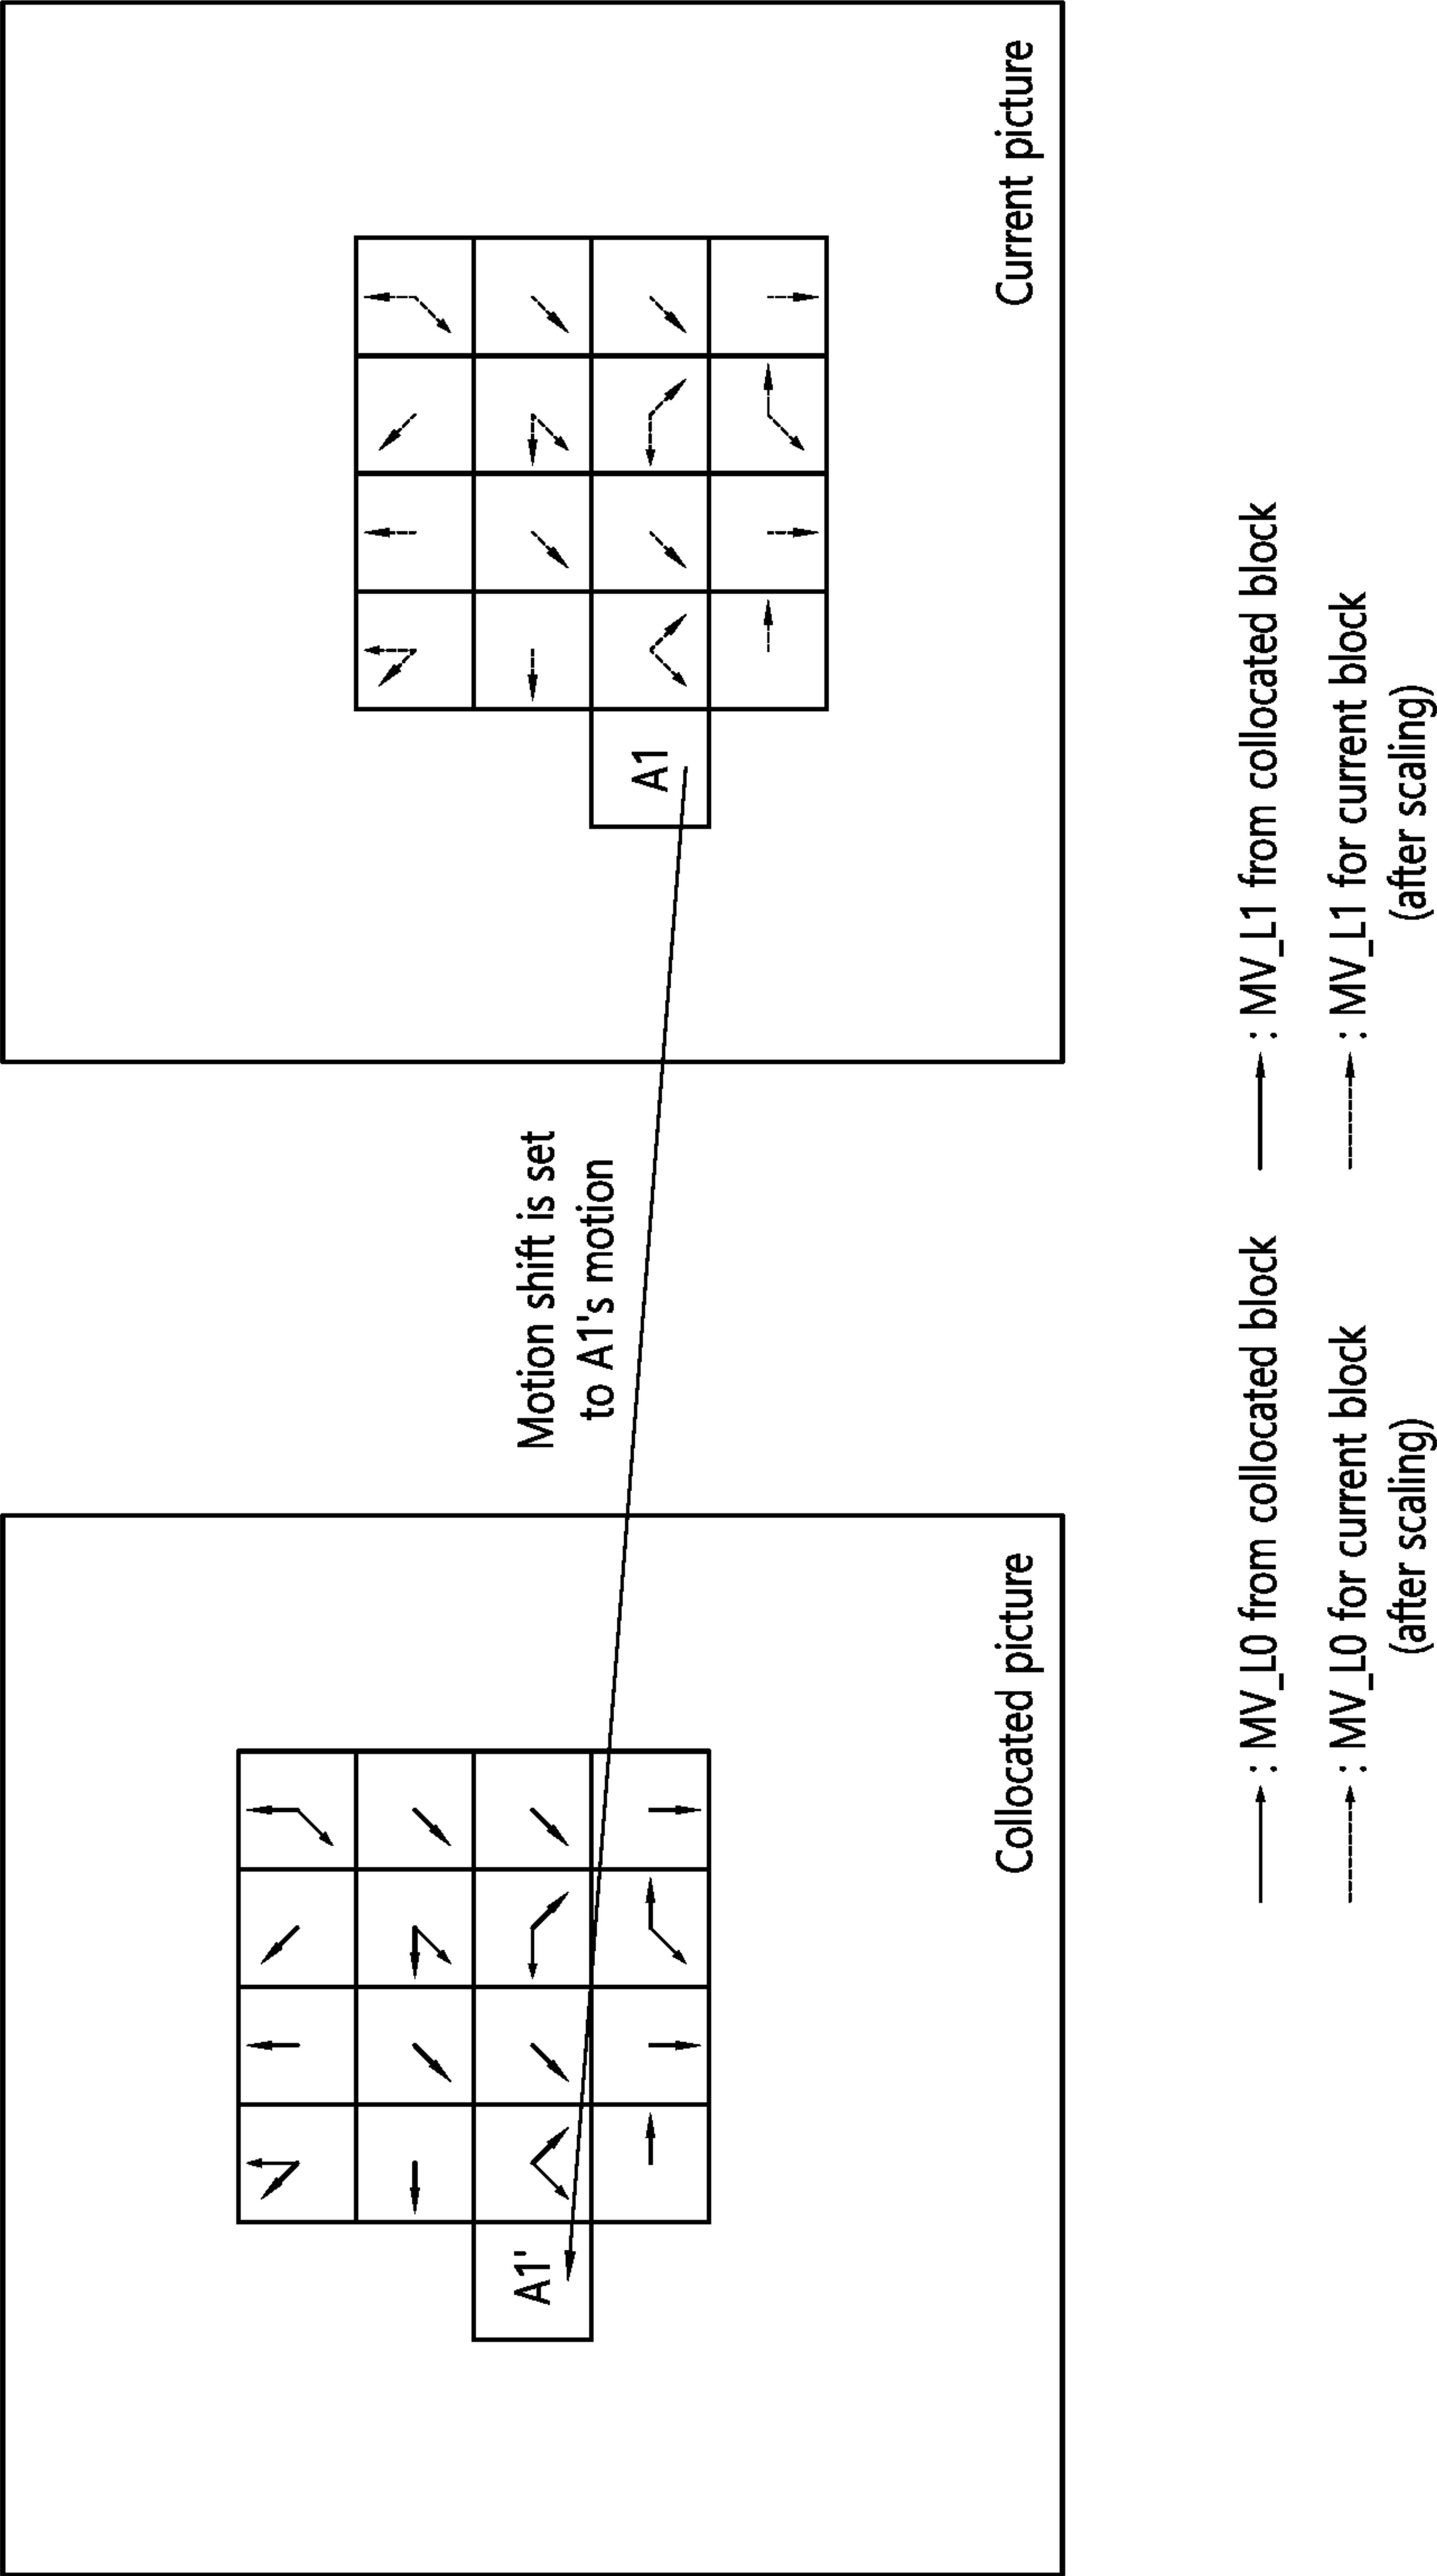 A1'
Collocated picture
Motion shift is set
to A1's motion
A1
Current picture
: MV_L0 from collocated block
: MV_L1 from collocated block
: MV_L0 for current block
(after scaling)
: MV_L1 for current block
(after scaling)